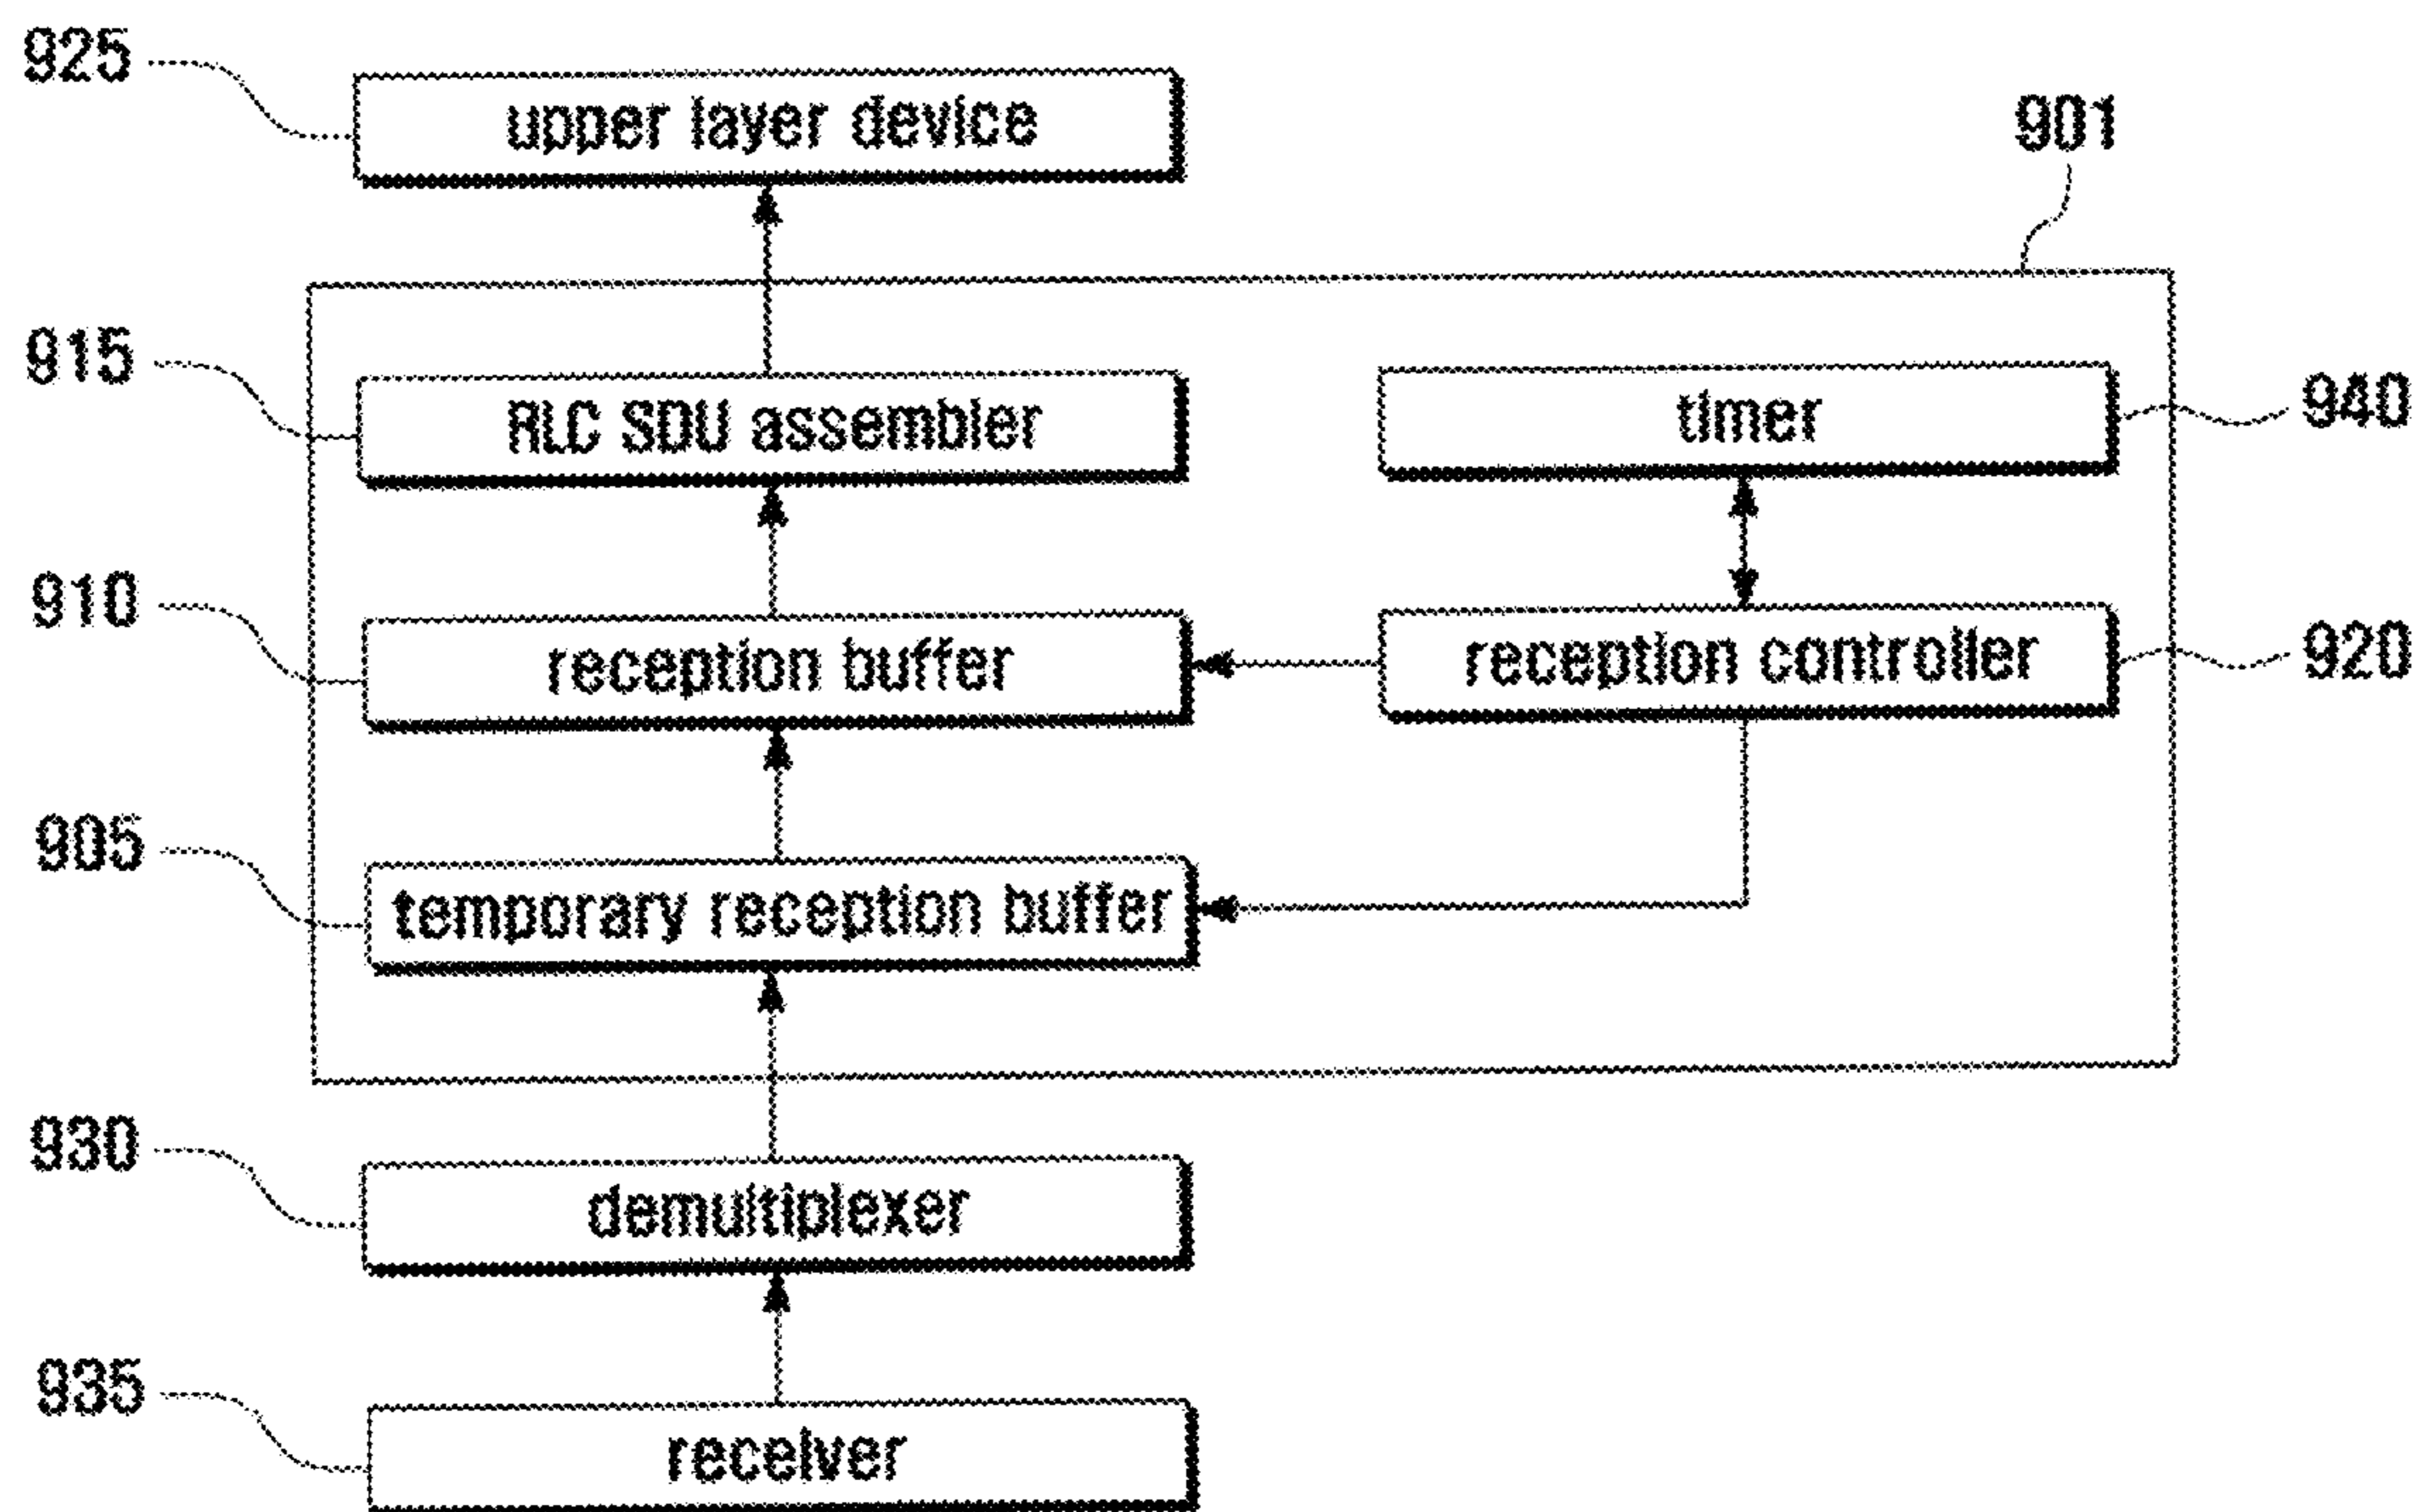 925
upper layer device
901
915
RLC SDU assembler
timer
940
910
reception buffer
reception controller
920
905
temporary reception buffer
930
demultiplexer
935
receiver